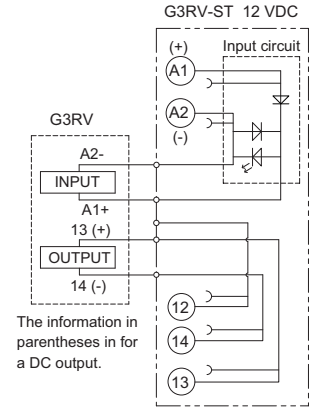 G3RV-ST 12 VDC
(+)
Input circuit
A1
A2
(-)
G3RV
A2-
INPUT
A1+
13 (+)
OUTPUT
14 (-)
12
14
13
The information in
parentheses in for
a DC output.